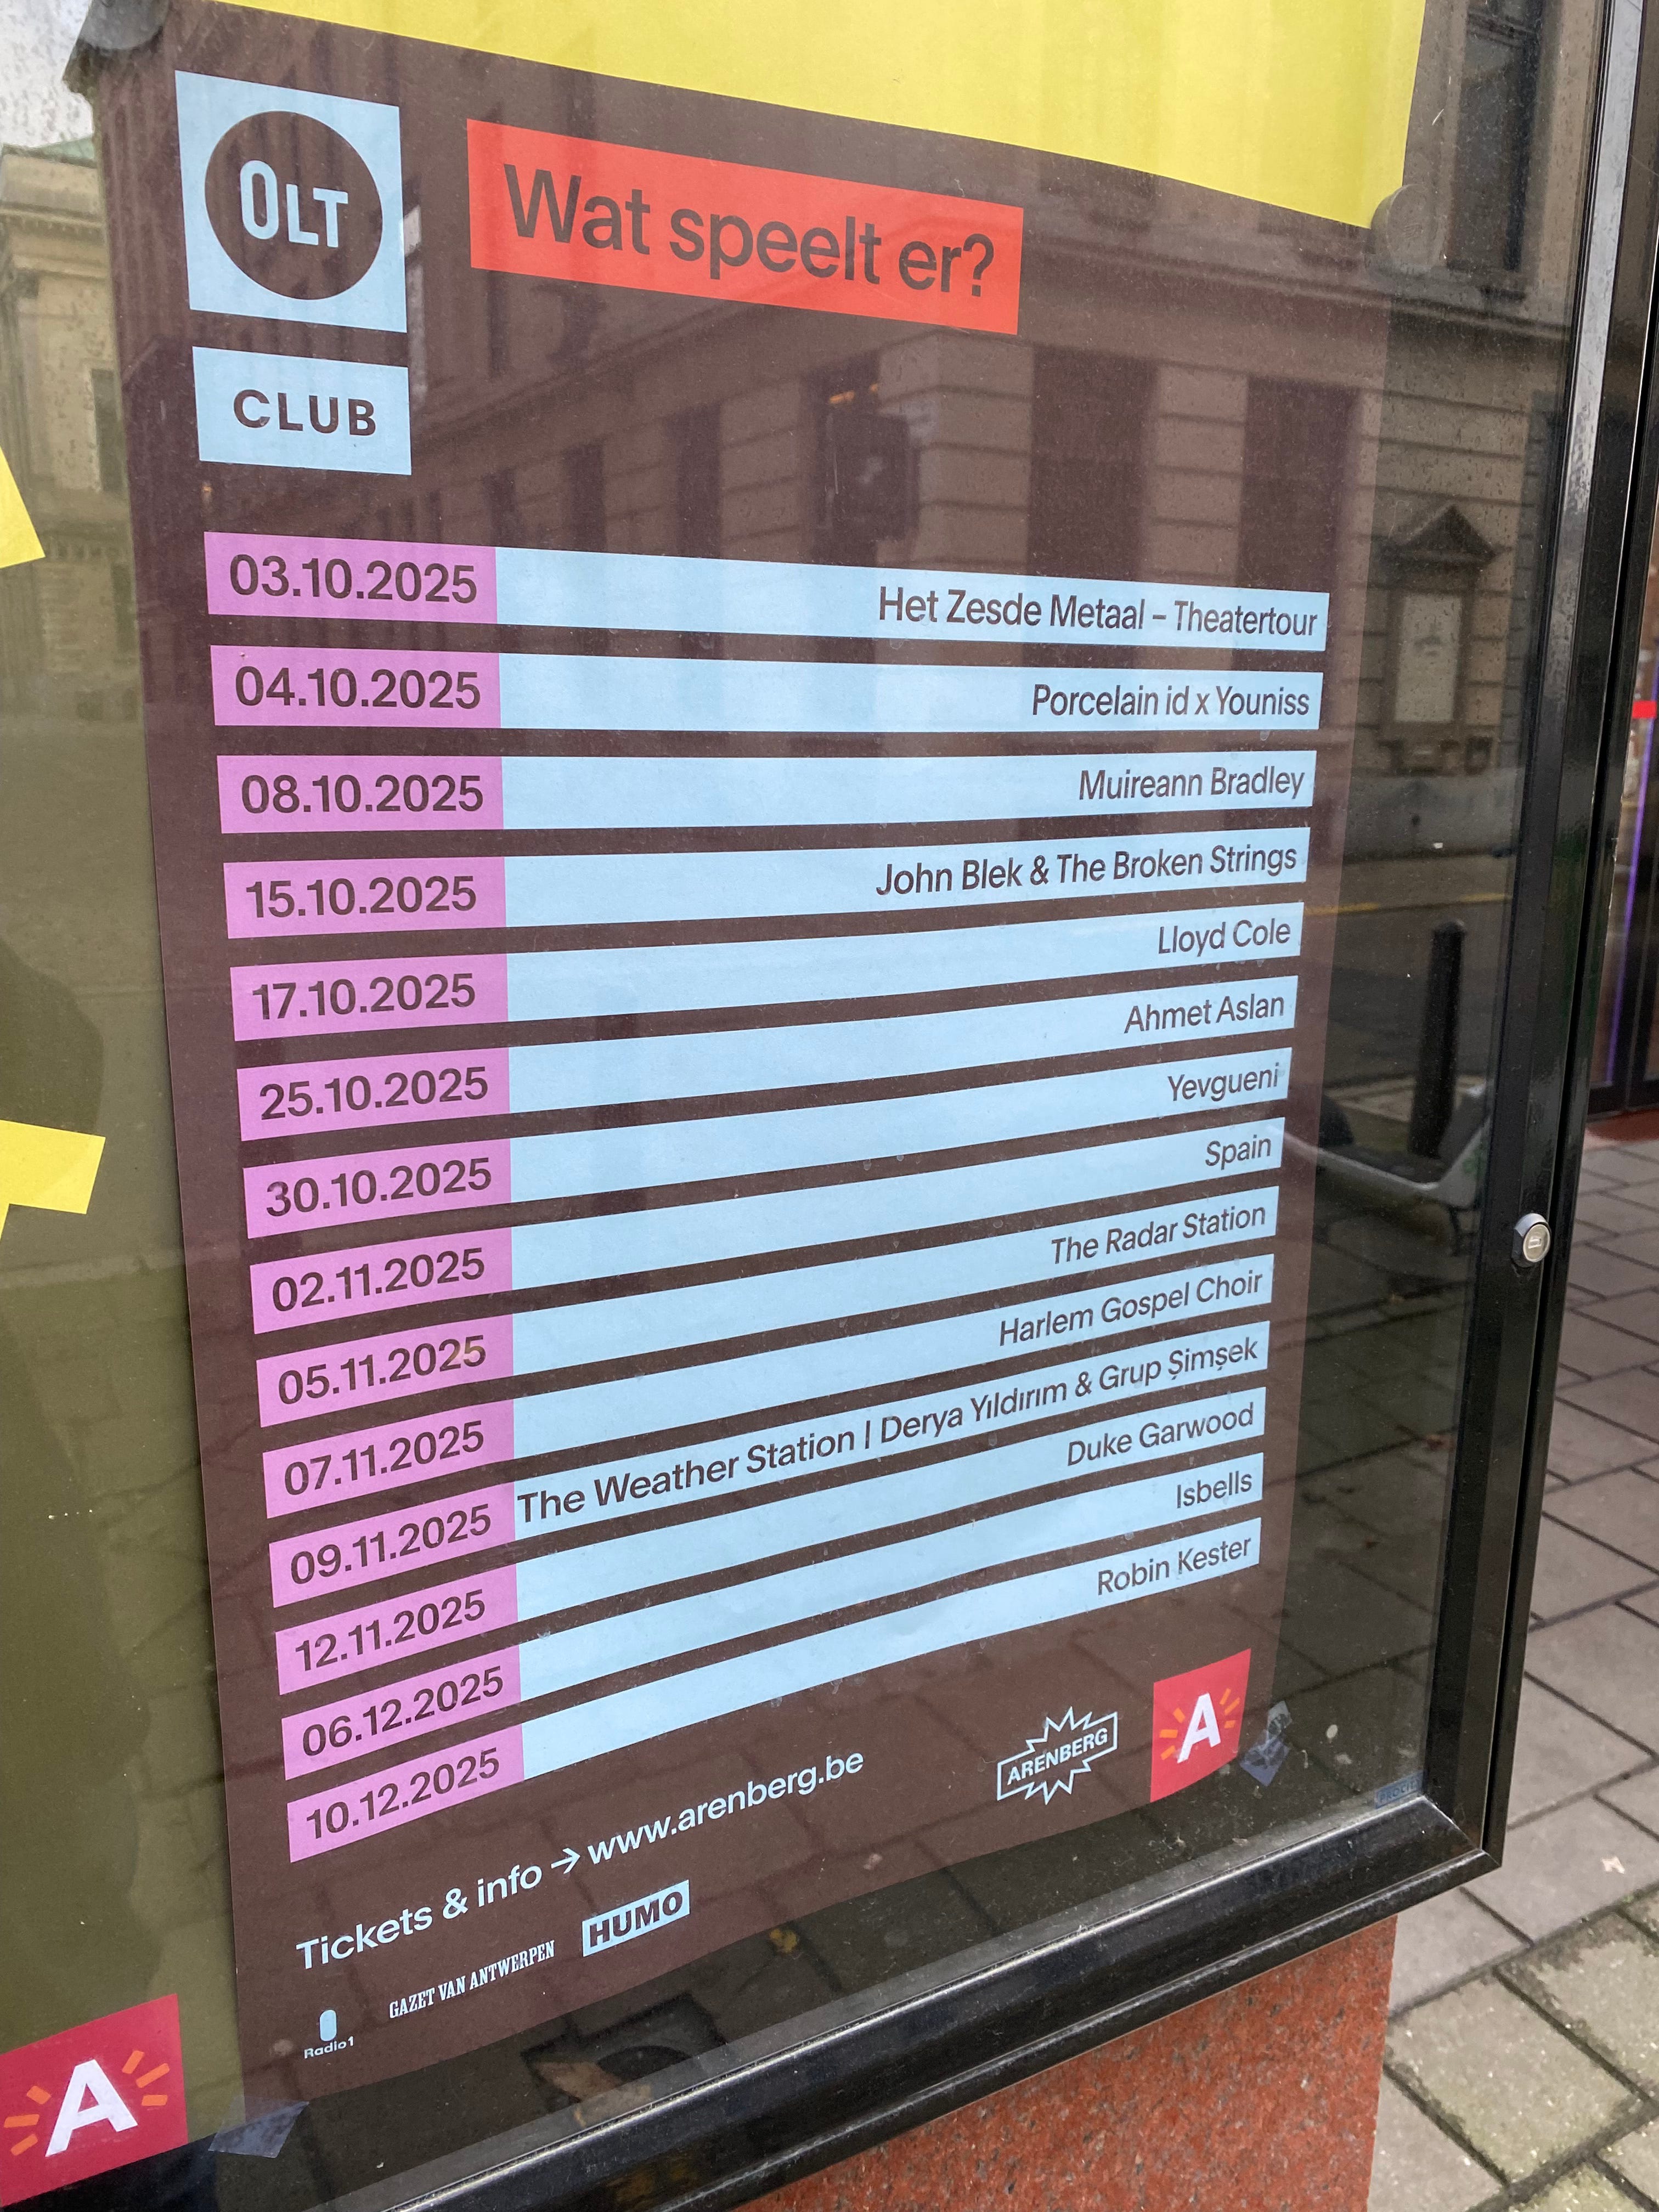 OLT
CLUB
Wat speelt er?
03.10.2025 Het Zesde Metaal – Theatertour
04.10.2025 Porcelain id x Youniss
08.10.2025 Muireann Bradley
15.10.2025 John Blek & The Broken Strings
17.10.2025 Lloyd Cole
25.10.2025 Ahmet Aslan
30.10.2025 Yevgueni
02.11.2025 Spain
05.11.2025 The Radar Station
07.11.2025 Harlem Gospel Choir
09.11.2025 The Weather Station | Derya Yıldırım & Grup Şimşek
12.11.2025 Duke Garwood
06.12.2025 Isbells
10.12.2025 Robin Kester
Tickets & info → www.arenberg.be
ARENBERG
A
Radio1
GAZET VAN ANTWERPEN
HUMO
A